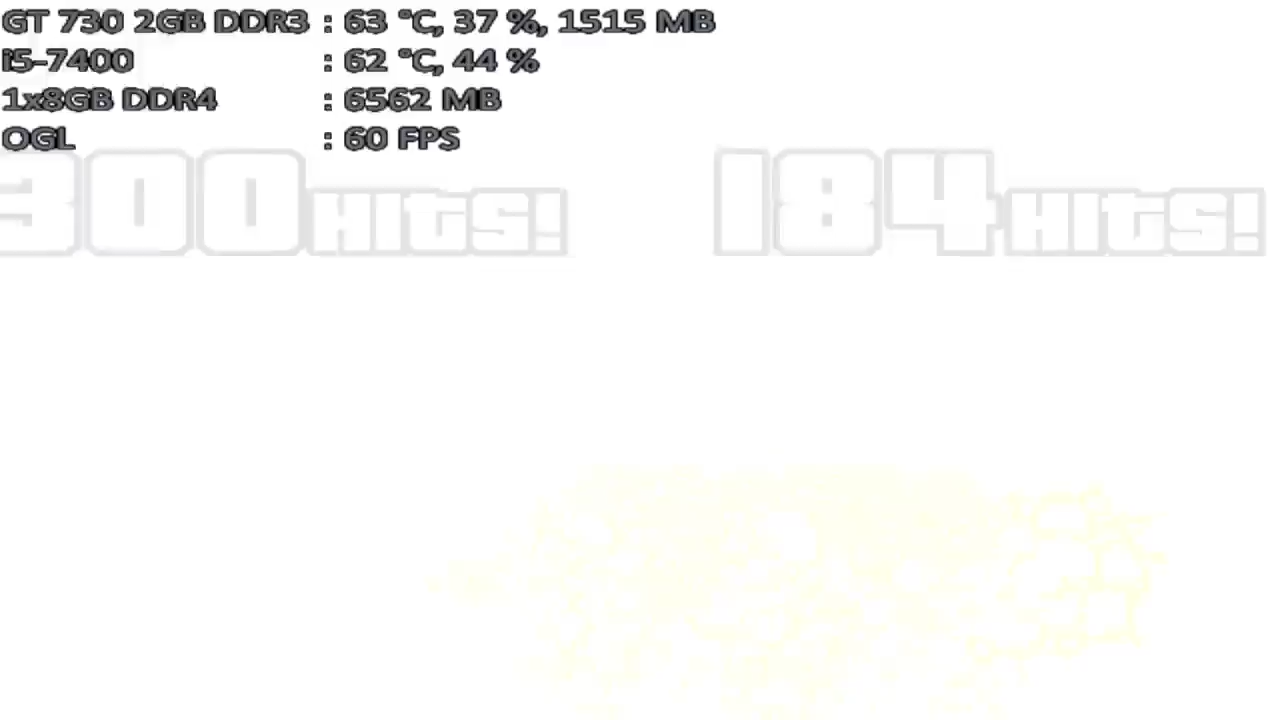 GT 730 2GB DDR3 : 63 °C, 37 %, 1515 MB
i5-7400 : 62 °C, 44 %
1x8GB DDR4 : 6562 MB
OGL : 60 FPS
300 Hits! 184 Hits!